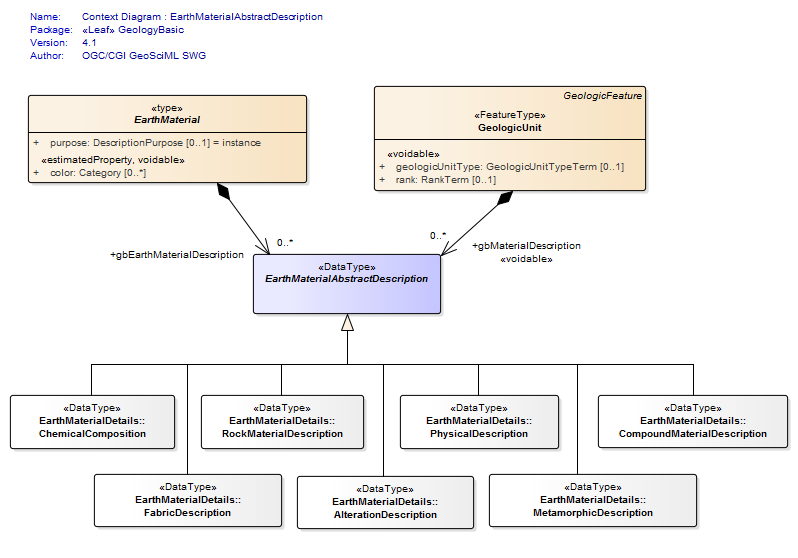 Name: Context Diagram : EarthMaterialAbstractDescription
Package: «Leaf» GeologyBasic
Version: 4.1
Author: OGC/CGI GeoSciML SWG
«type»
EarthMaterial
+ purpose: DescriptionPurpose [0..1] = instance
«estimatedProperty, voidable»
+ color: Category [0..*]
GeologicFeature
«FeatureType»
GeologicUnit
«voidable»
+ geologicUnitType: GeologicUnitTypeTerm [0..1]
+ rank: RankTerm [0..1]
0..*
+gbEarthMaterialDescription
0..*
+gbMaterialDescription
«voidable»
«DataType»
EarthMaterialAbstractDescription
«DataType»
EarthMaterialDetails::
ChemicalComposition
«DataType»
EarthMaterialDetails::
RockMaterialDescription
«DataType»
EarthMaterialDetails::
PhysicalDescription
«DataType»
EarthMaterialDetails::
CompoundMaterialDescription
«DataType»
EarthMaterialDetails::
FabricDescription
«DataType»
EarthMaterialDetails::
AlterationDescription
«DataType»
EarthMaterialDetails::
MetamorphicDescription